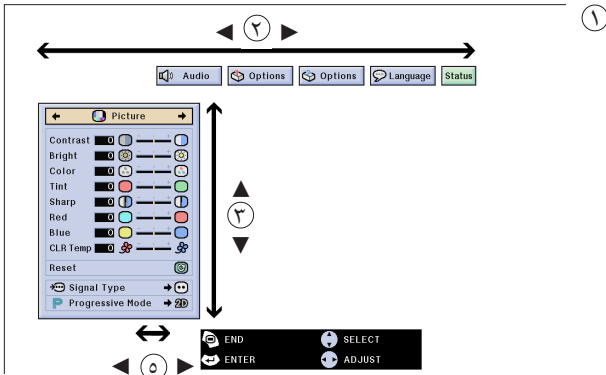 ١
◀ ٢ ▶
Audio Options Options Language Status
Picture
Contrast 0
Bright 0
Color 0
Tint 0
Sharp 0
Red 0
Blue 0
CLR Temp 0
Reset
Signal Type
P Progressive Mode 2D
▲
٣
▼
END SELECT
ENTER ADJUST
◀ ٥ ▶